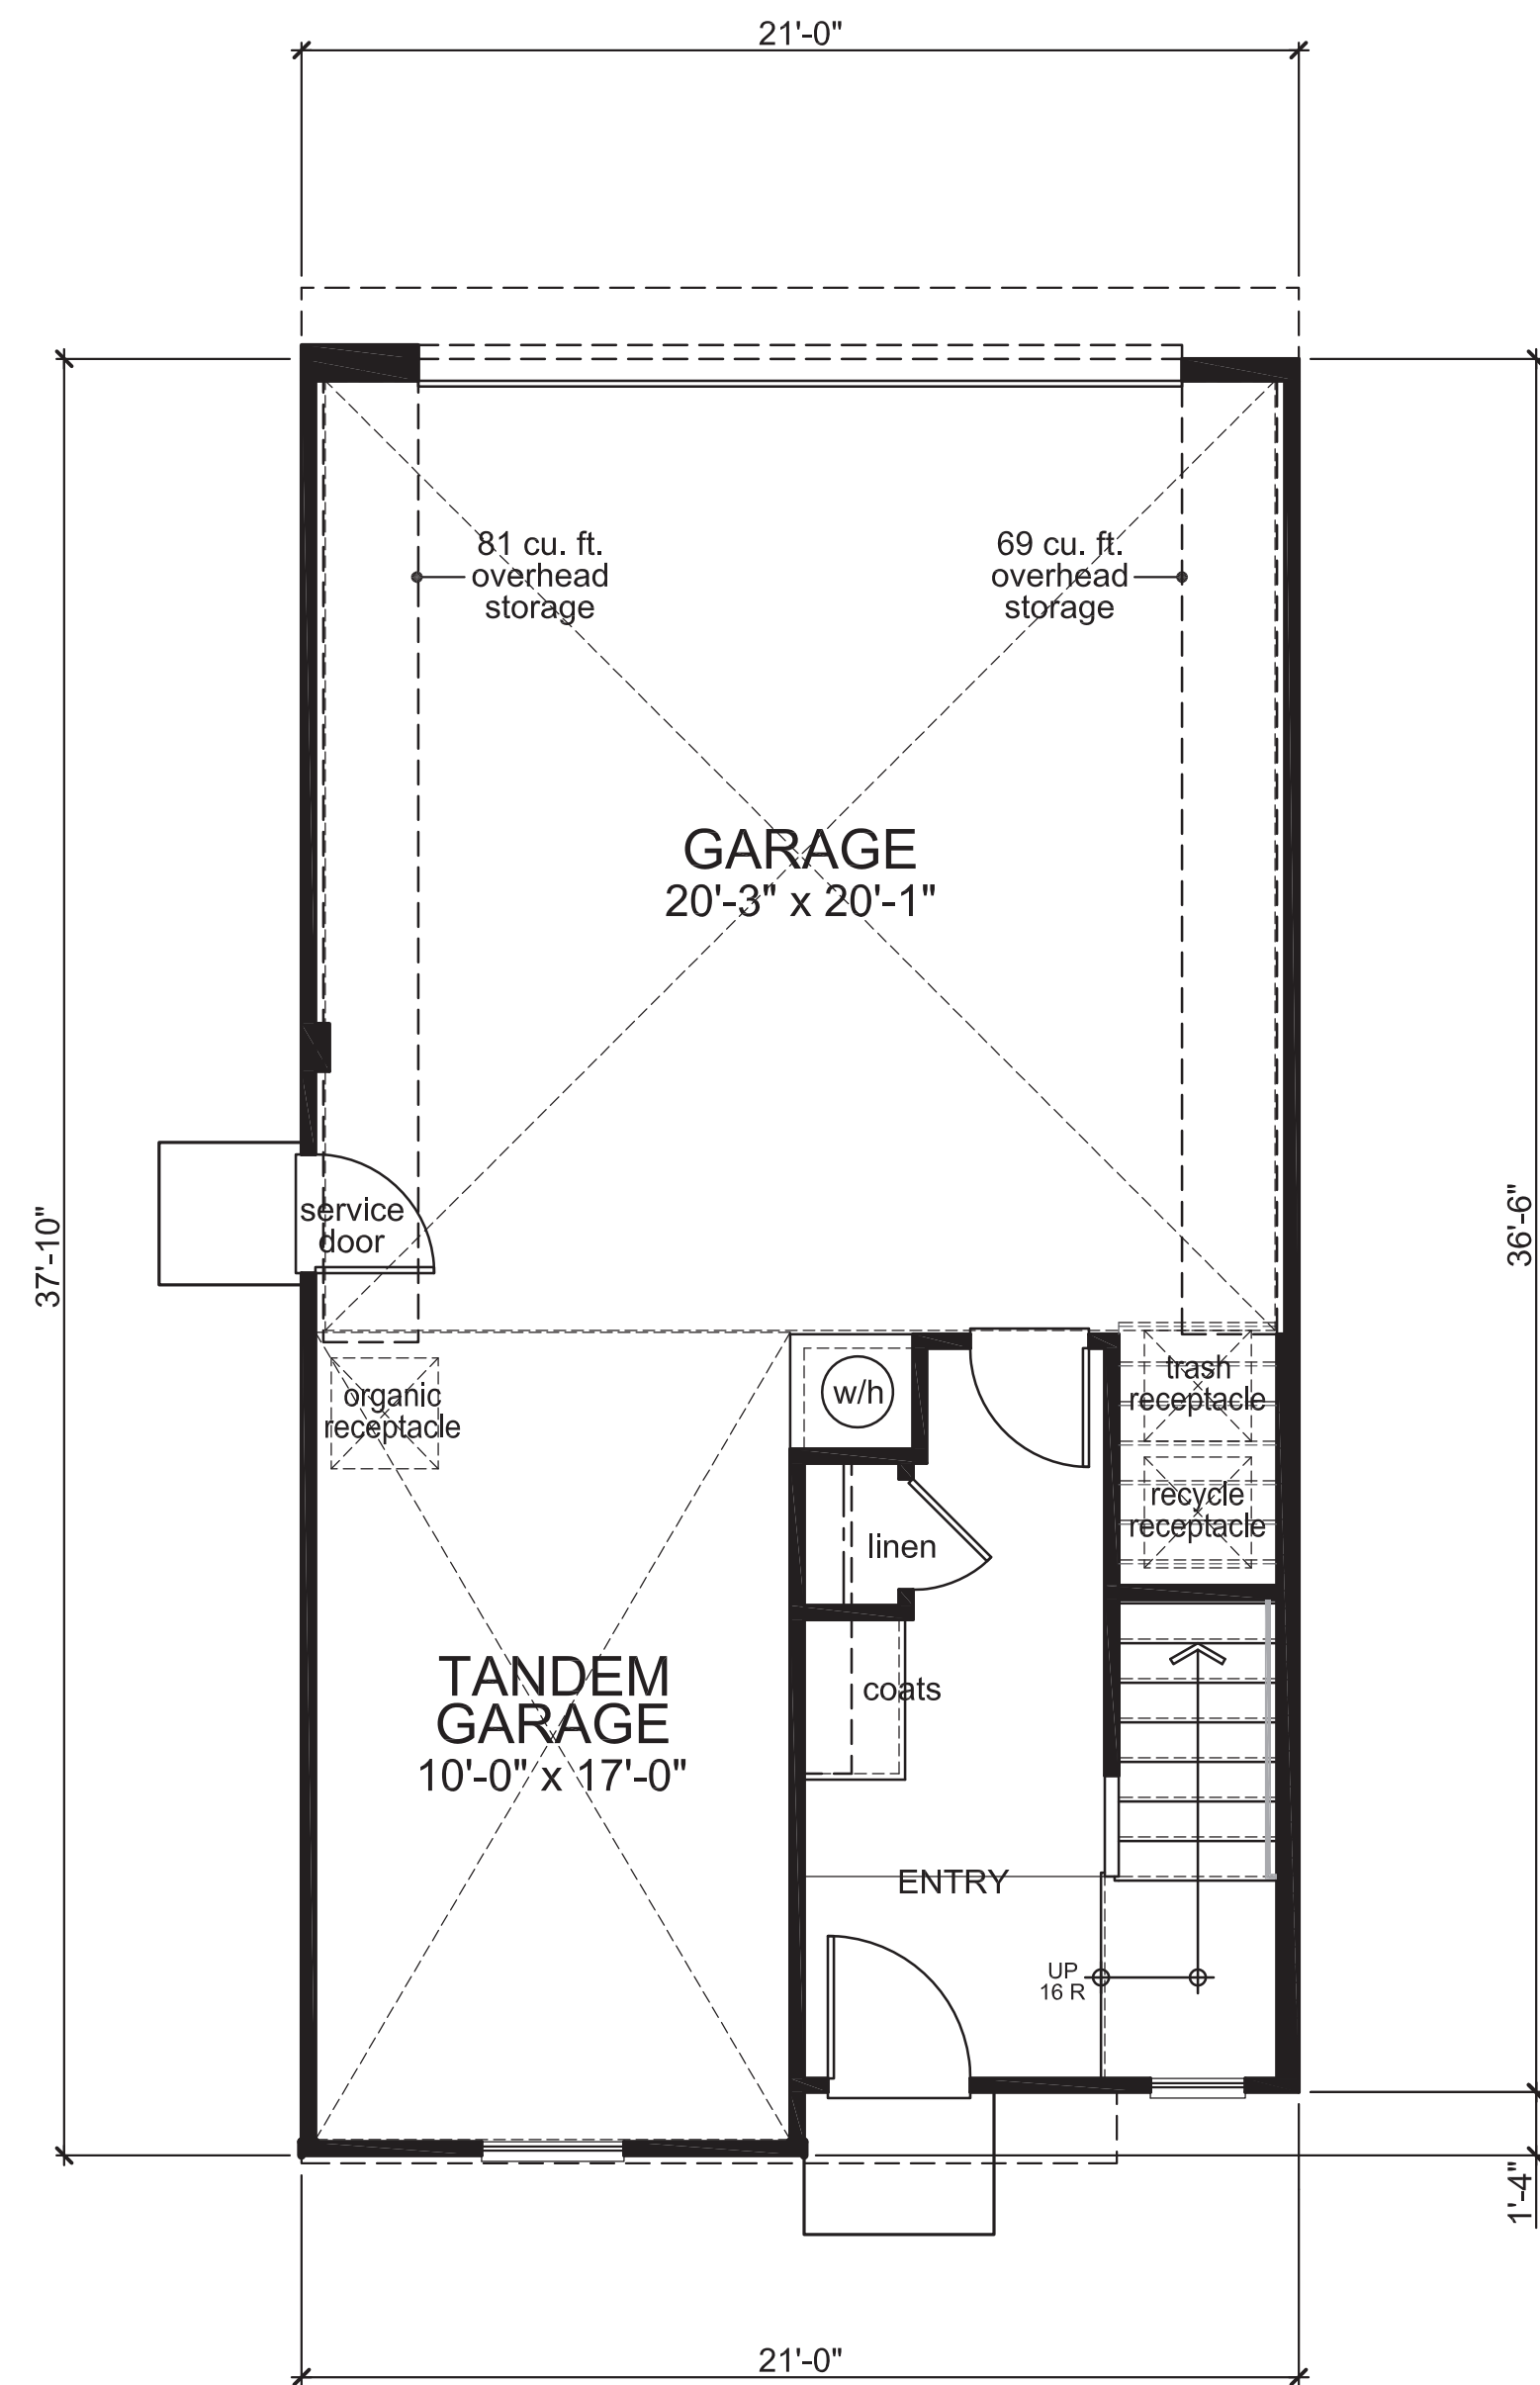 21'-0"
81 cu. ft.
overhead
storage
69 cu. ft.
overhead
storage
GARAGE
20'-3" x 20'-1"
service
door
37'-10"
36'-6"
organic
receptacle
w/h
trash
receptacle
recycle
receptacle
linen
TANDEM
GARAGE
10'-0" x 17'-0"
coats
ENTRY
UP
16 R
1'-4"
21'-0"